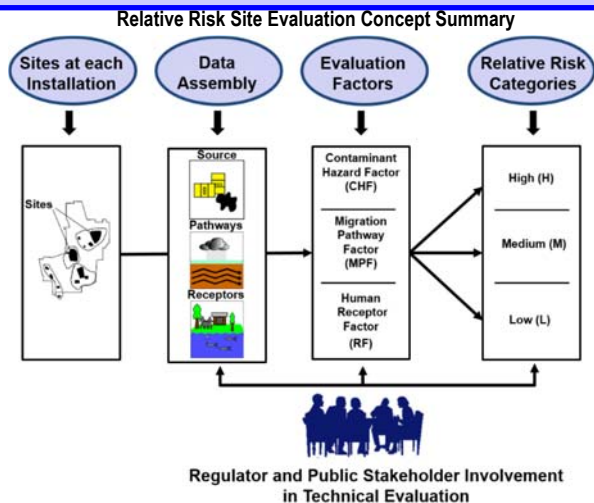 Relative Risk Site Evaluation Concept Summary
Sites at each
Installation
Data
Assembly
Evaluation
Factors
Relative Risk
Categories
Sites
Source
Pathways
Receptors
Contaminant
Hazard Factor
(CHF)
Migration
Pathway
Factor
(MPF)
Human
Receptor
Factor
(RF)
High (H)
Medium (M)
Low (L)
Regulator and Public Stakeholder Involvement
in Technical Evaluation